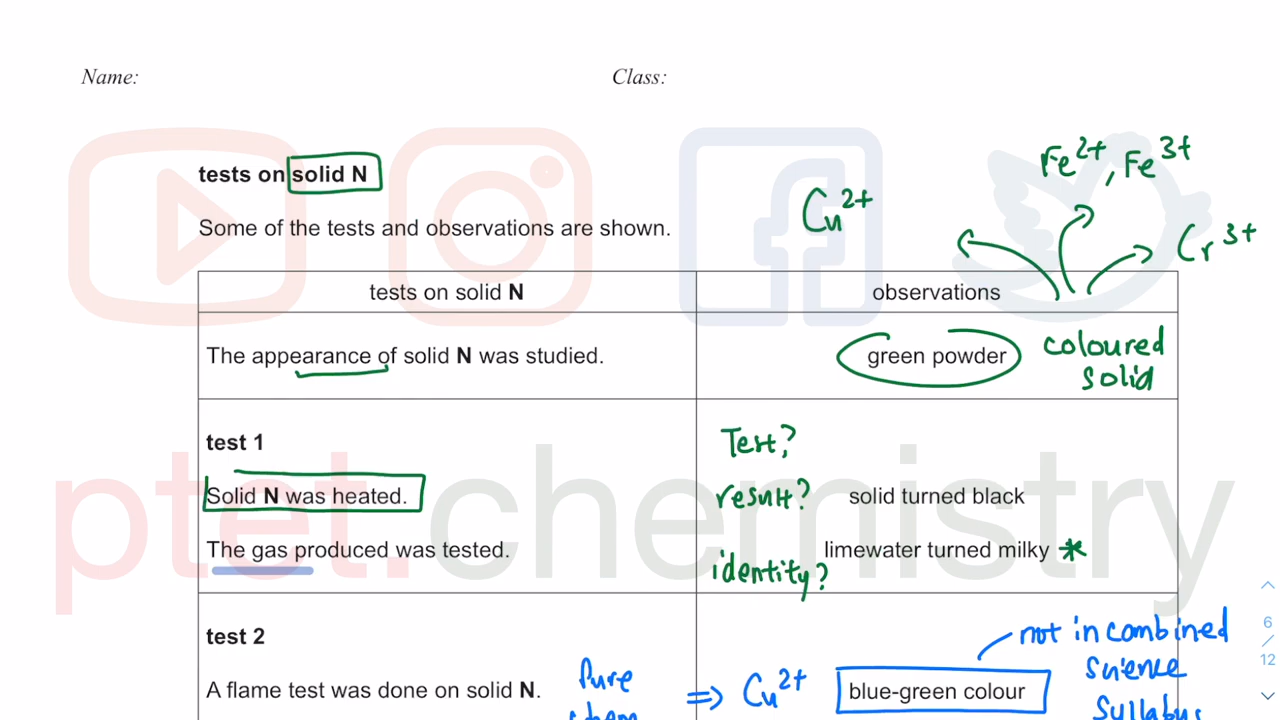 Name: Class:
Fe2+, Fe3+
tests on solid N
Cu2+
Cr3+
Some of the tests and observations are shown.
tests on solid N observations
The appearance of solid N was studied. green powder coloured solid
test 1 Test?
Solid N was heated. result? solid turned black
The gas produced was tested. limewater turned milky *
identity?
ptet.chemistry
test 2
not in combined
science
syllabus
A flame test was done on solid N. Pure chem ⇒ Cu2+ blue-green colour
6
/
12